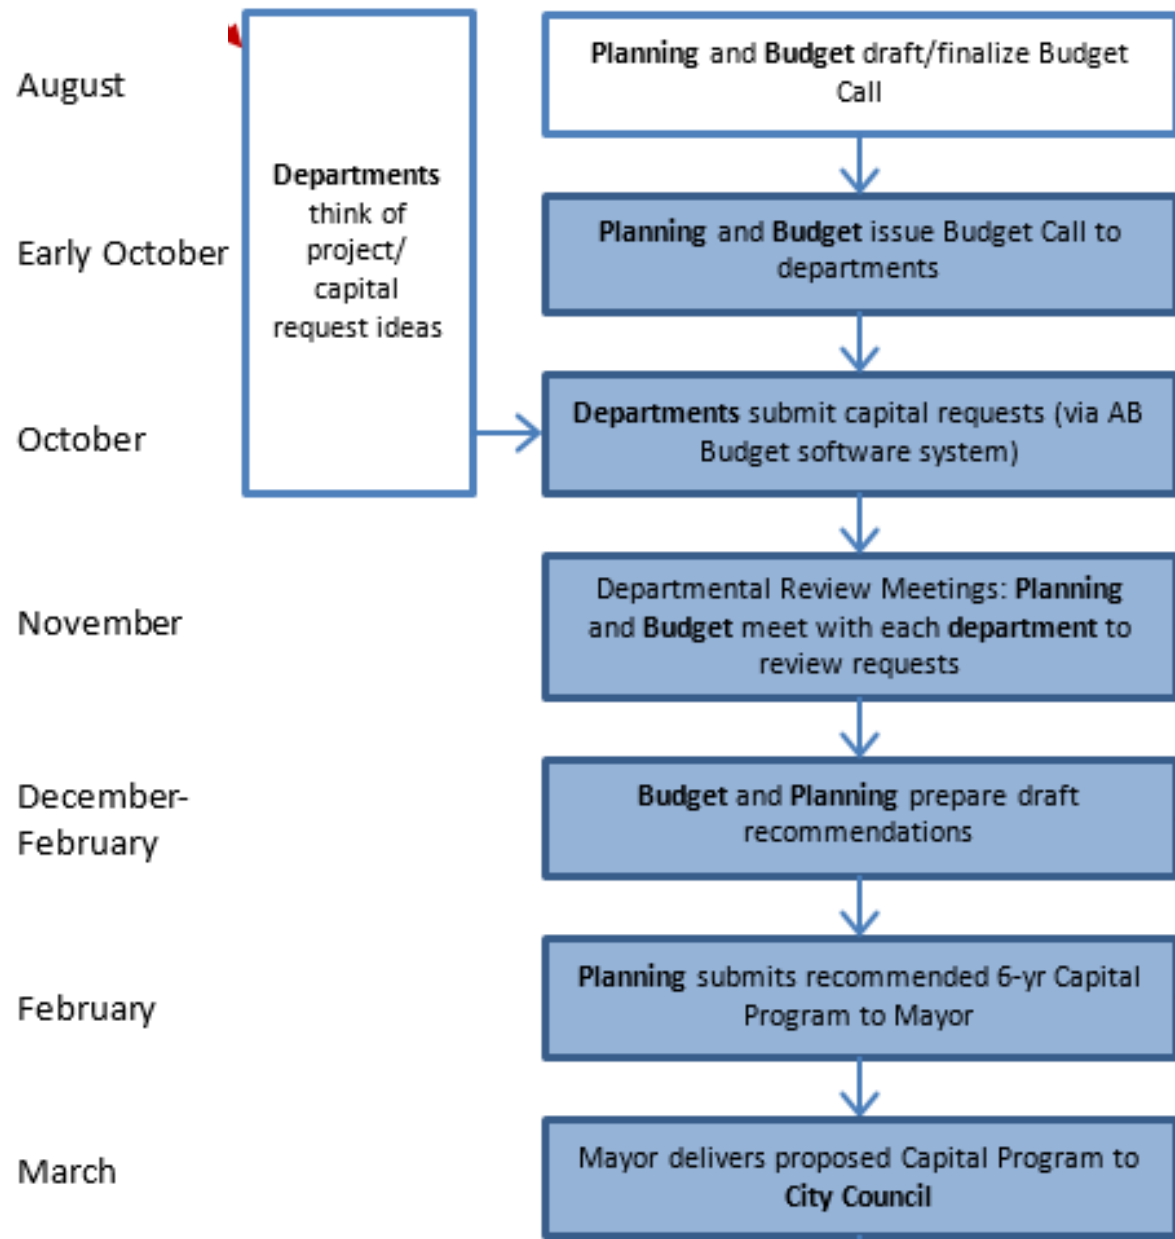 August
Planning and Budget draft/finalize Budget
Call
Departments
think of
project/
capital
request ideas
Early October
Planning and Budget issue Budget Call to
departments
October
Departments submit capital requests (via AB
Budget software system)
November
Departmental Review Meetings: Planning
and Budget meet with each department to
review requests
December-
February
Budget and Planning prepare draft
recommendations
February
Planning submits recommended 6-yr Capital
Program to Mayor
March
Mayor delivers proposed Capital Program to
City Council